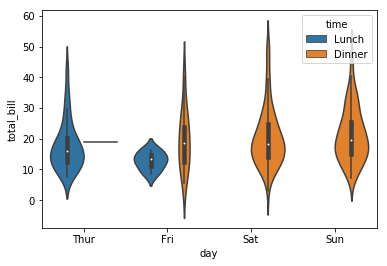 time
Lunch
Dinner
60
50
40
30
20
10
0
total_bill
Thur Fri Sat Sun
day